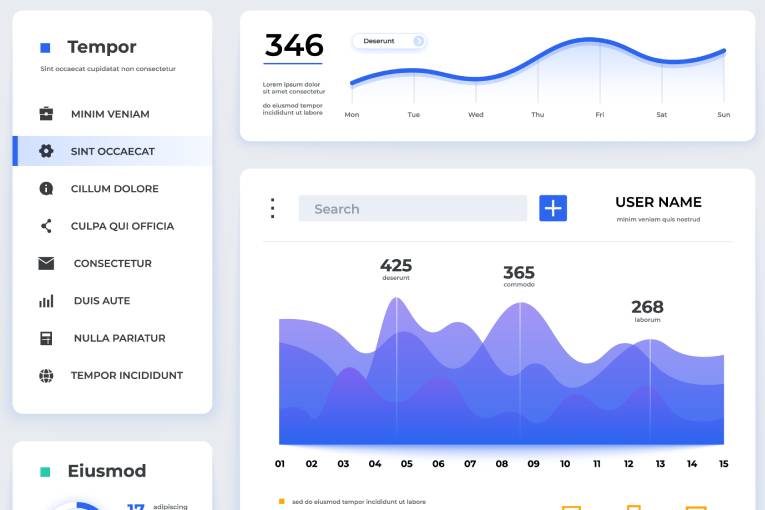 Tempor
Sint occaecat cupidatat non consectetur
MINIM VENIAM
SINT OCCAECAT
CILLUM DOLORE
CULPA QUI OFFICIA
CONSECTETUR
DUIS AUTE
NULLA PARIATUR
TEMPOR INCIDIDUNT
Eiusmod
17 adipiscing
346
Deserunt
Lorem ipsum dolor
sit amet consectetur
do eiusmod tempor
incididunt ut labore
Mon Tue Wed Thu Fri Sat Sun
Search
USER NAME
minim veniam quis nostrud
425
deserunt
365
commodo
268
laborum
01 02 03 04 05 06 07 08 09 10 11 12 13 14 15
sed do eiusmod tempor incididunt ut labore